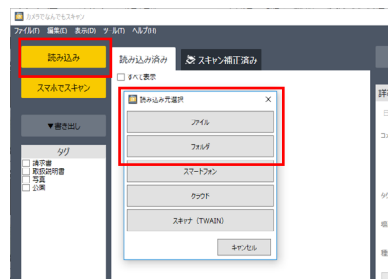 カメラでなんでもスキャン
ファイル(F) 編集(E) 表示(D) ツール(T) ヘルプ(H)
読み込み
スマホでスキャン
▼書き出し
タグ
請求書
取扱説明書
写真
公園
読み込み済み
スキャン補正済み
すべて表示
読み込み元選択
ファイル
フォルダ
スマートフォン
クラウド
スキャナ (TWAIN)
キャンセル